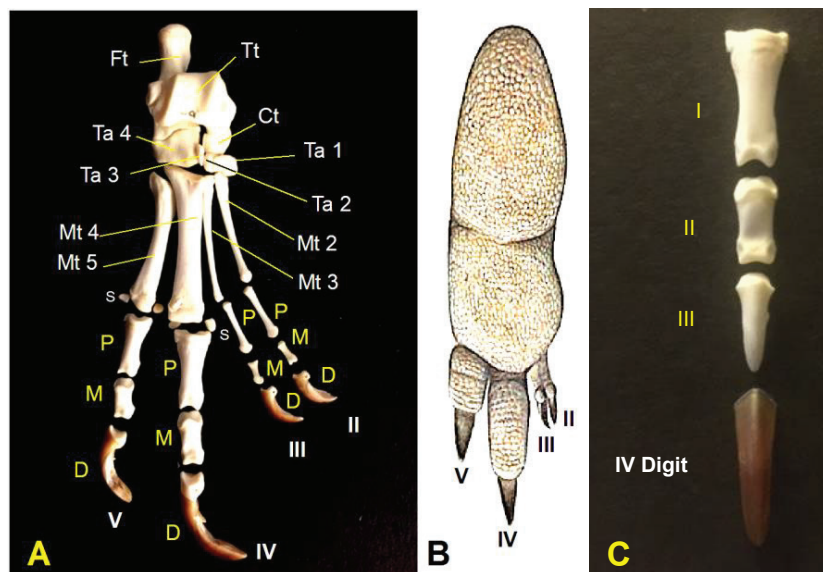 Ft
Tt
Ct
Ta 4
Ta 1
Ta 3
Ta 2
Mt 4
Mt 2
Mt 5
Mt 3
s
s
P
P
P
P
M
M
M
M
D
D
D
D
II
III
V
IV
A
II
III
V
IV
B
I
II
III
IV Digit
C